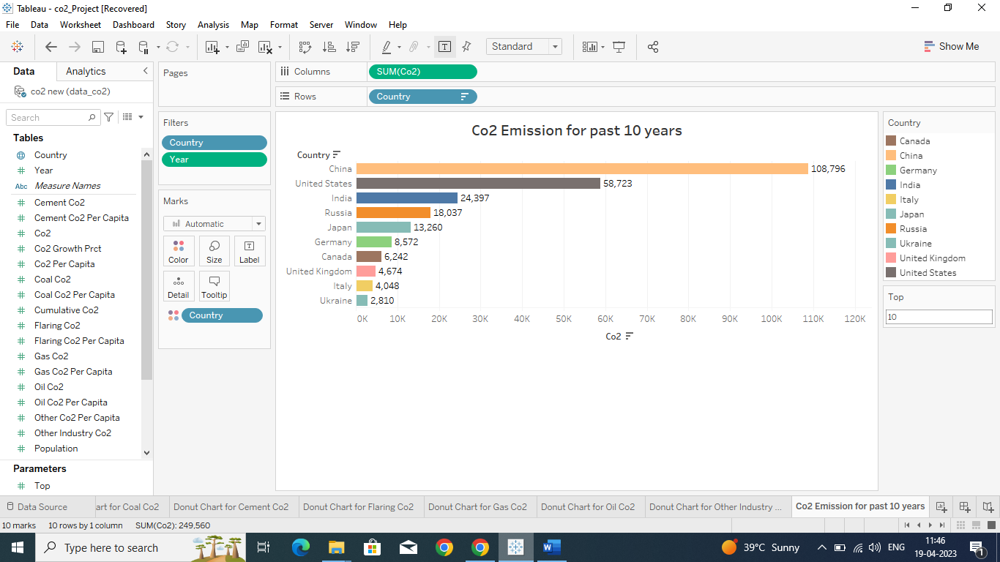 Tableau - co2_Project [Recovered]
File Data Worksheet Dashboard Story Analysis Map Format Server Window Help
Standard
Show Me
Data Analytics
co2 new (data_co2)
Search
Tables
Country
Year
Abc Measure Names
Cement Co2
Cement Co2 Per Capita
Co2
Co2 Growth Prct
Co2 Per Capita
Coal Co2
Coal Co2 Per Capita
Cumulative Co2
Flaring Co2
Flaring Co2 Per Capita
Gas Co2
Gas Co2 Per Capita
Oil Co2
Oil Co2 Per Capita
Other Co2 Per Capita
Other Industry Co2
Population
Parameters
Top
Pages
Filters
Country
Year
Marks
Automatic
Color Size Label
Detail Tooltip
Country
Columns SUM(Co2)
Rows Country
Co2 Emission for past 10 years
Country
China 108,796
United States 58,723
India 24,397
Russia 18,037
Japan 13,260
Germany 8,572
Canada 6,242
United Kingdom 4,674
Italy 4,048
Ukraine 2,810
0K 10K 20K 30K 40K 50K 60K 70K 80K 90K 100K 110K 120K
Co2
Country
Canada
China
Germany
India
Italy
Japan
Russia
Ukraine
United Kingdom
United States
Top
10
Data Source art for Coal Co2 Donut Chart for Cement Co2 Donut Chart for Flaring Co2 Donut Chart for Gas Co2 Donut Chart for Oil Co2 Donut Chart for Other Industry ... Co2 Emission for past 10 years
10 marks 10 rows by 1 column SUM(Co2): 249,560
Type here to search
39°C Sunny
ENG
11:46
19-04-2023
1